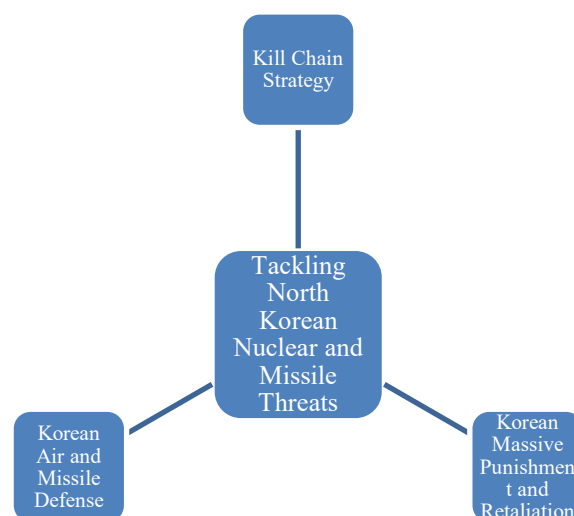 Kill Chain
Strategy
Tackling
North
Korean
Nuclear and
Missile
Threats
Korean
Air and
Missile
Defense
Korean
Massive
Punishmen
t and
Retaliation